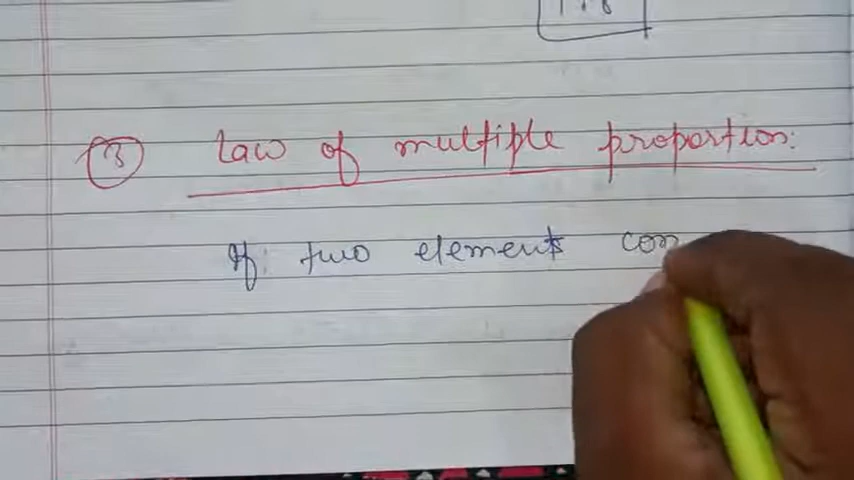 ③ Law of multiple proportion:
If two elements com